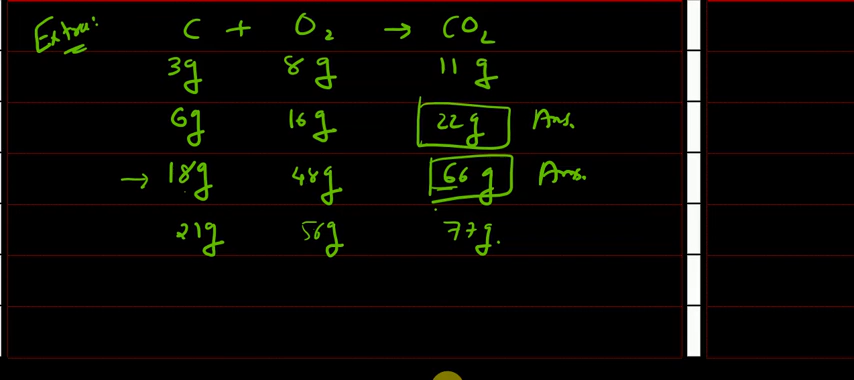 Extra: C + O₂ → CO₂
3g 8g 11g
6g 16g 22g Ans.
→ 18g 48g 66g Ans.
21g 56g 77g.